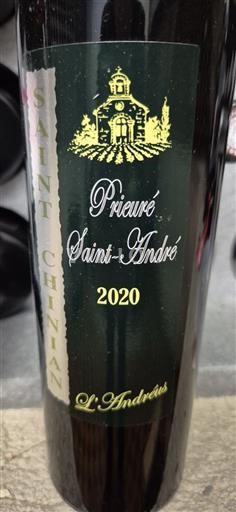 SAINT CHINIAN
Prieuré
Saint-André
2020
L'Andréus